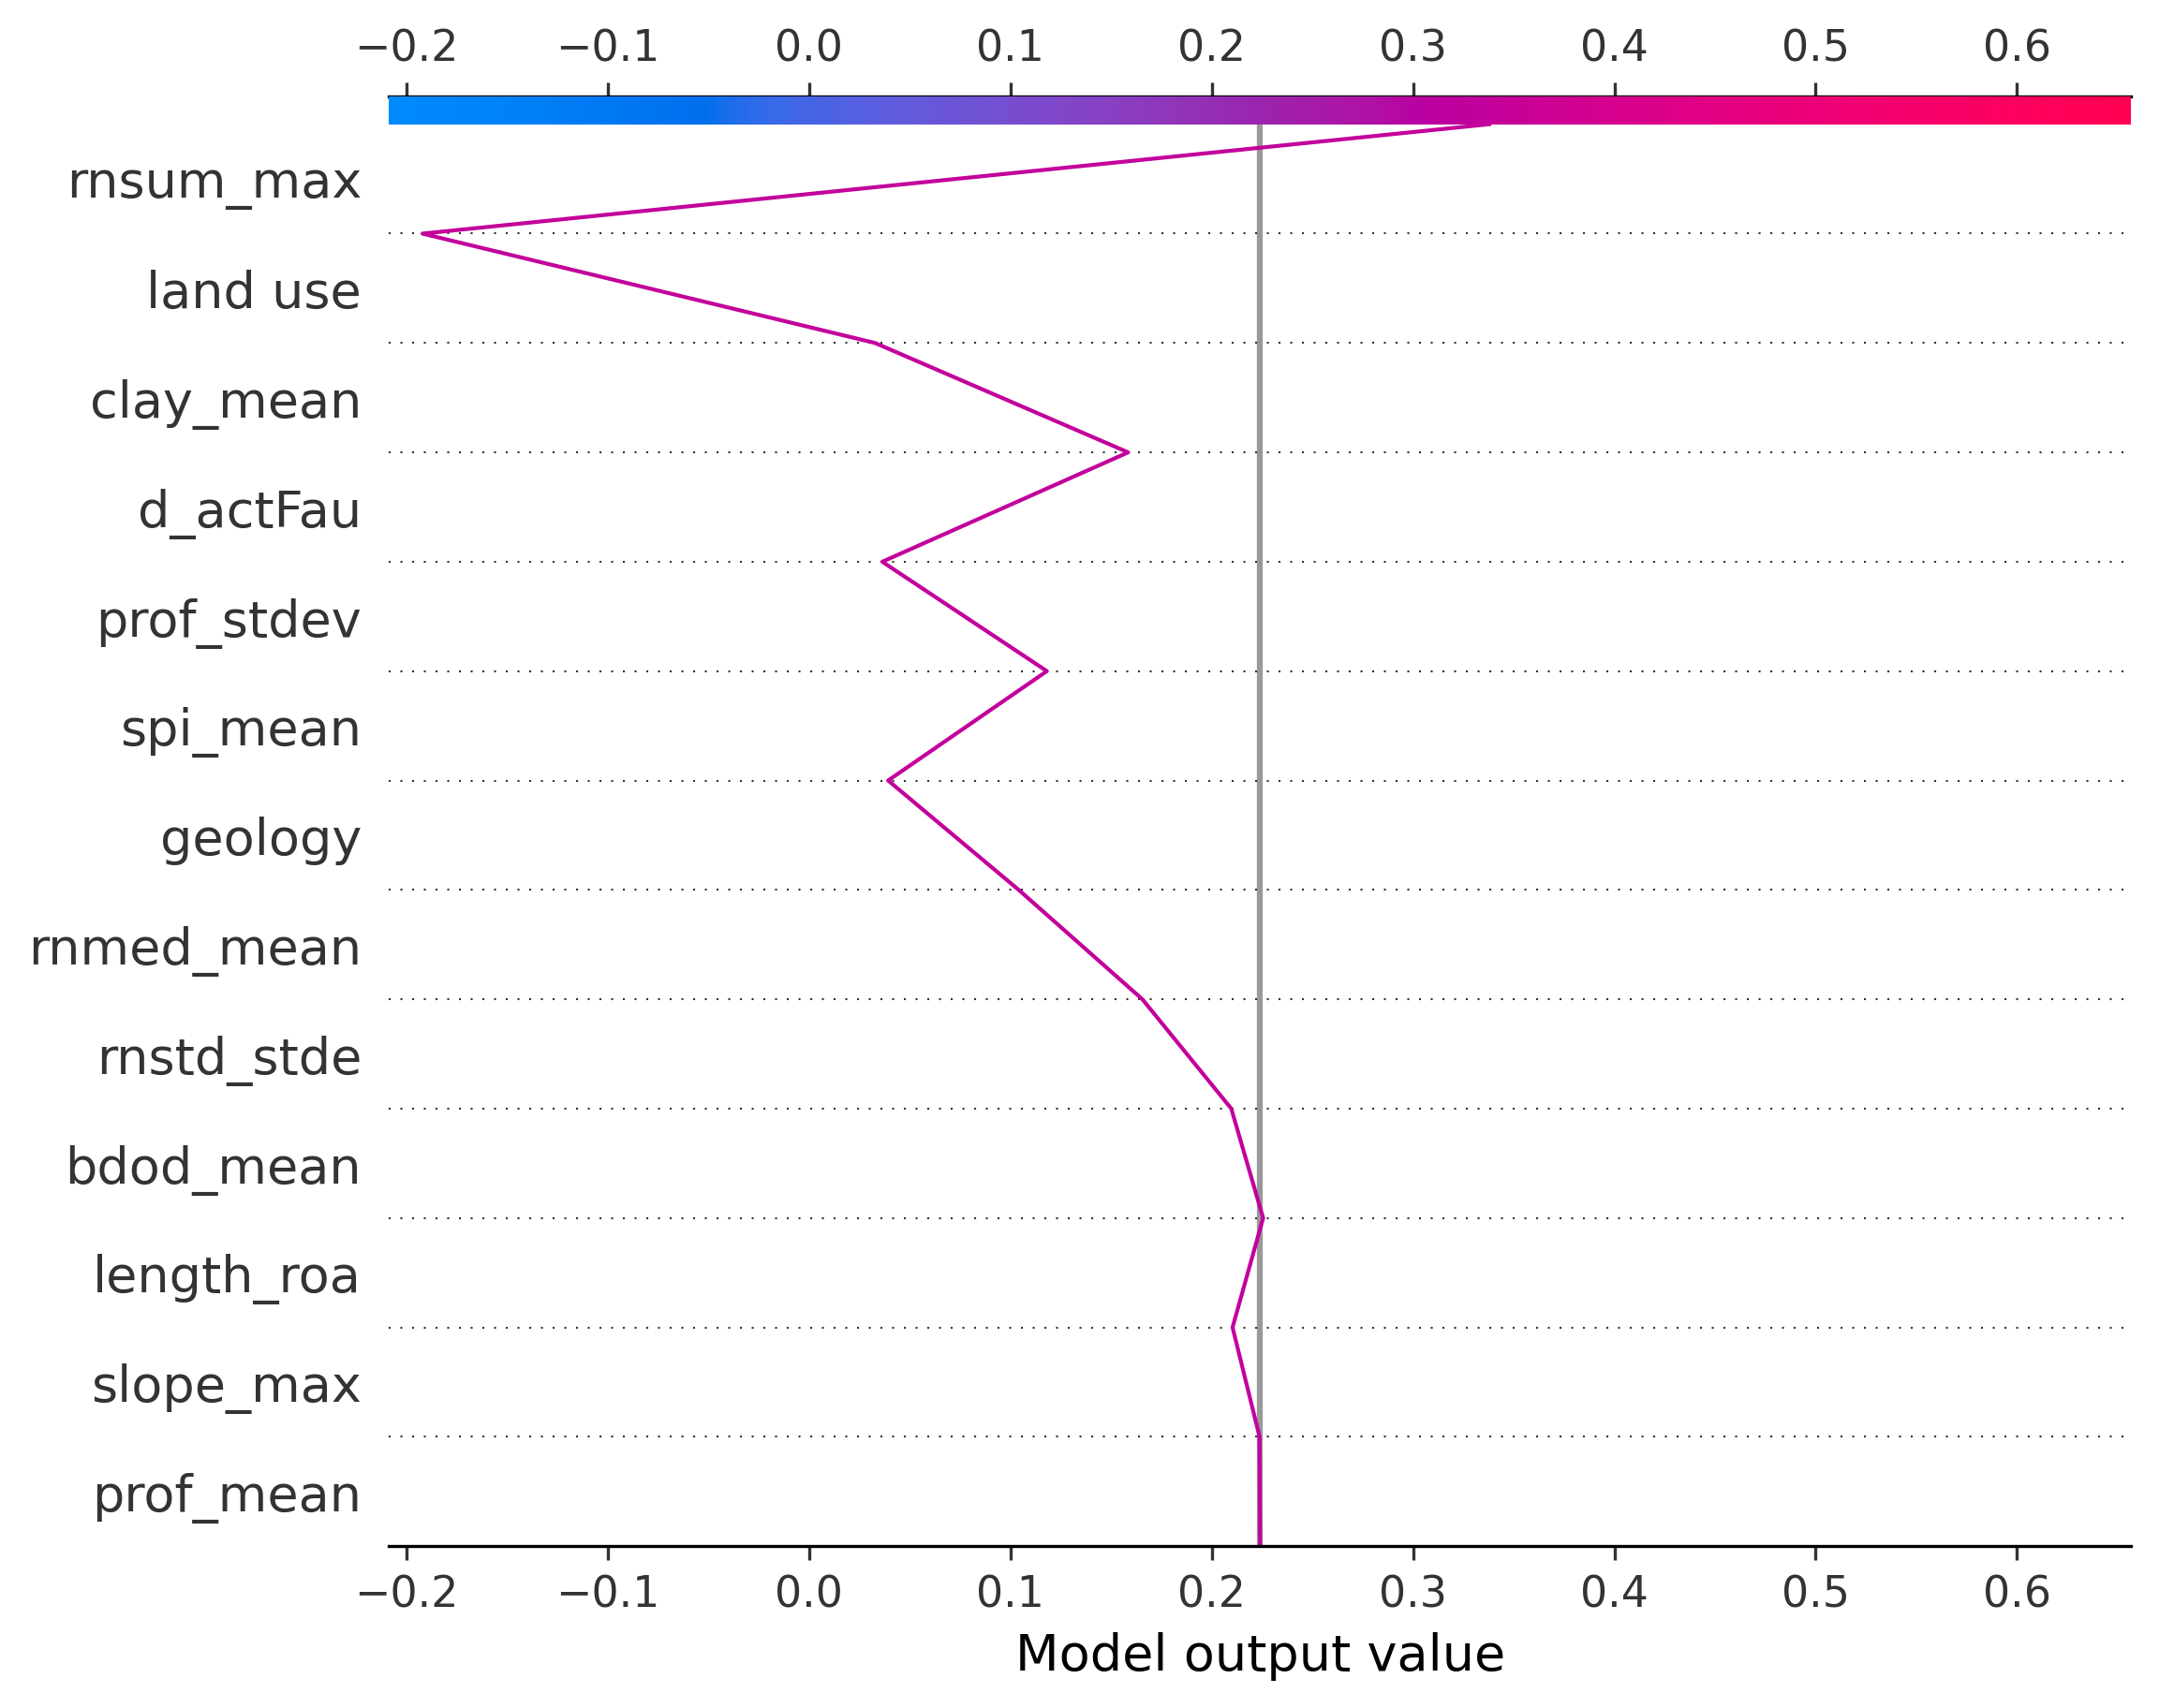 −0.2 −0.1 0.0 0.1 0.2 0.3 0.4 0.5 0.6
rnsum_max
land use
clay_mean
d_actFau
prof_stdev
spi_mean
geology
rnmed_mean
rnstd_stde
bdod_mean
length_roa
slope_max
prof_mean
−0.2 −0.1 0.0 0.1 0.2 0.3 0.4 0.5 0.6
Model output value